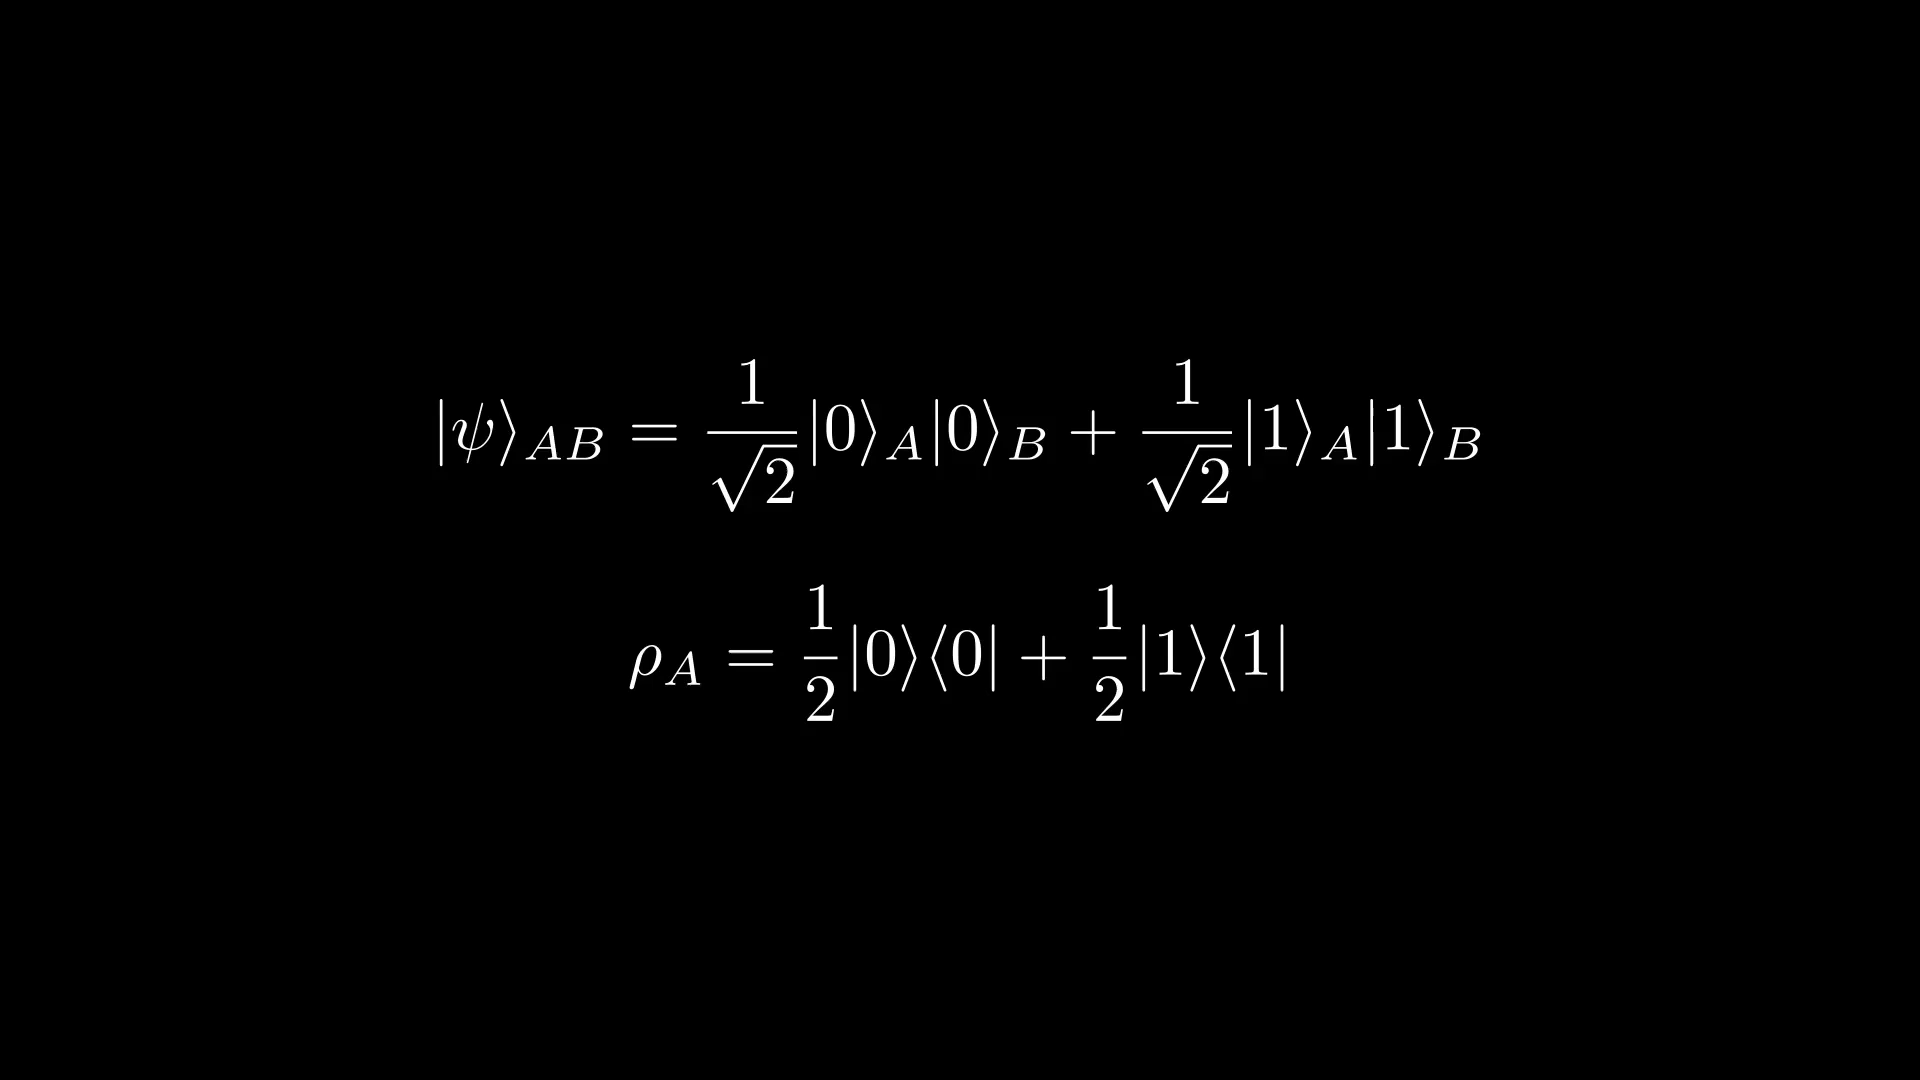 |ψ⟩_{AB} = \frac{1}{\sqrt{2}}|0⟩_A|0⟩_B + \frac{1}{\sqrt{2}}|1⟩_A|1⟩_B
ρ_A = \frac{1}{2}|0⟩⟨0| + \frac{1}{2}|1⟩⟨1|